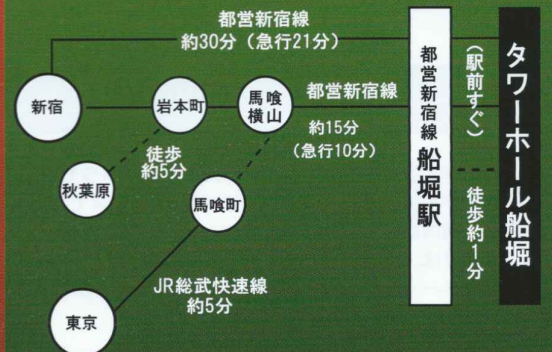 都営新宿線
約30分（急行21分）
新宿
岩本町
馬喰
横山
都営新宿線
約15分
（急行10分）
徒歩
約5分
秋葉原
馬喰町
JR総武快速線
約5分
東京
都営新宿線 船堀駅
（駅前すぐ）
徒歩約1分
タワーホール船堀